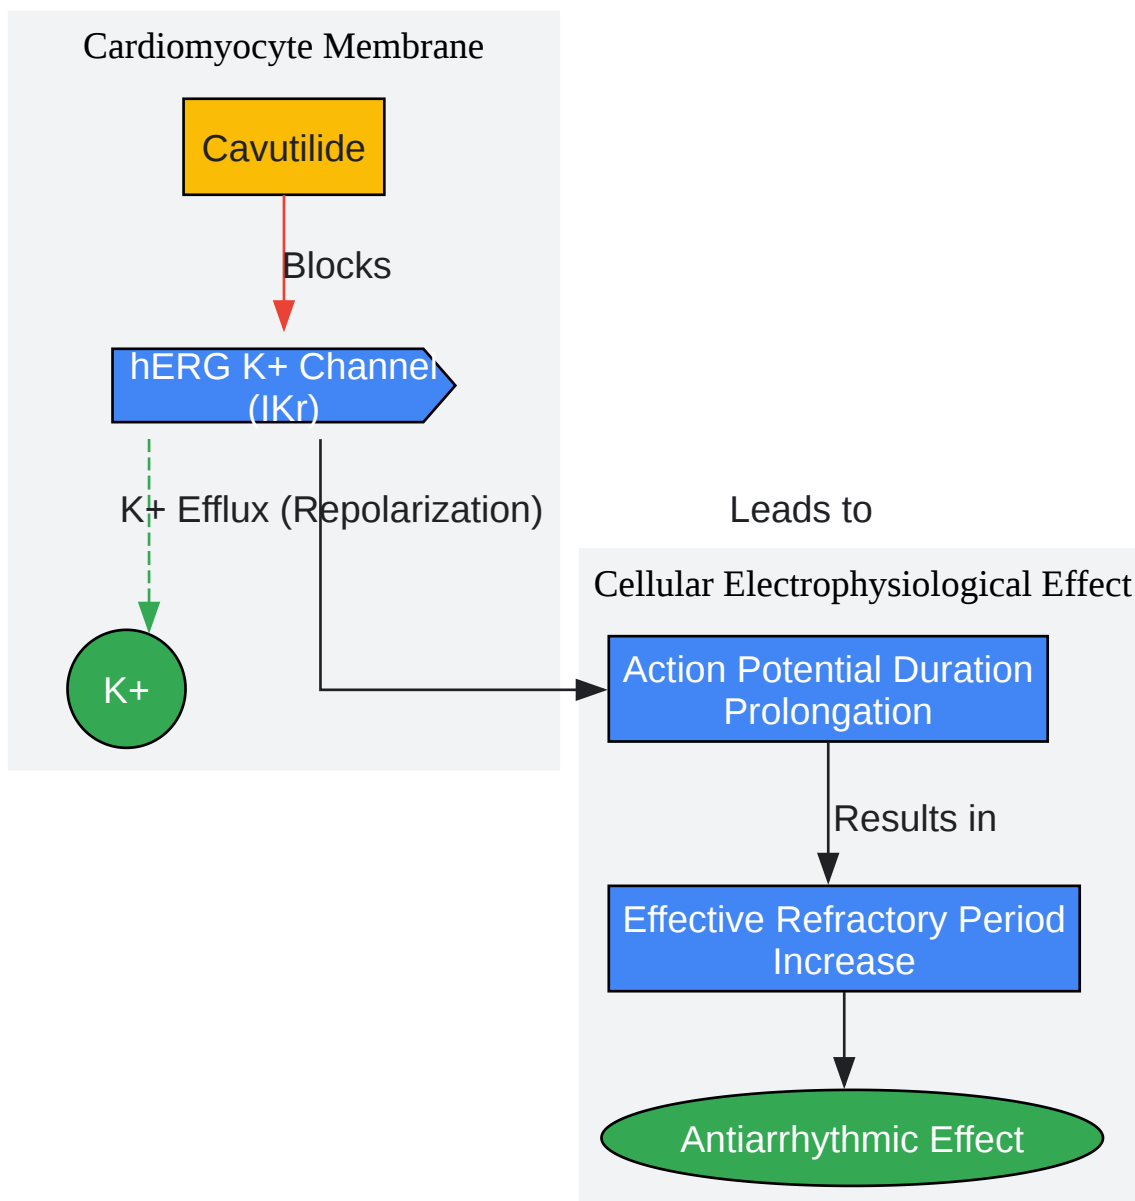 Cardiomyocyte Membrane
Cavutilide
Blocks
hERG K+ Channel
(IKr)
K+ Efflux (Repolarization)
Leads to
K+
Cellular Electrophysiological Effect
Action Potential Duration
Prolongation
Results in
Effective Refractory Period
Increase
Antiarrhythmic Effect